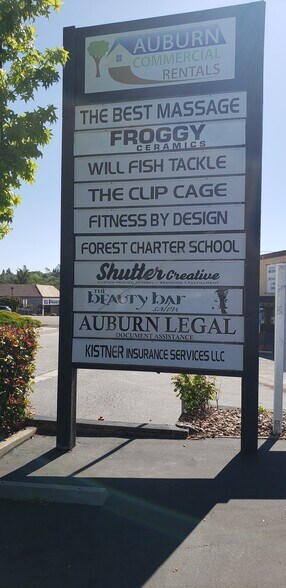 AUBURN
COMMERCIAL
RENTALS
THE BEST MASSAGE
FROGGY
CERAMICS
WILL FISH TACKLE
THE CLIP CAGE
FITNESS BY DESIGN
FOREST CHARTER SCHOOL
Shutter Creative
THE
BEAUTY BAR
SALON
AUBURN LEGAL
DOCUMENT ASSISTANCE
KISTNER INSURANCE SERVICES LLC